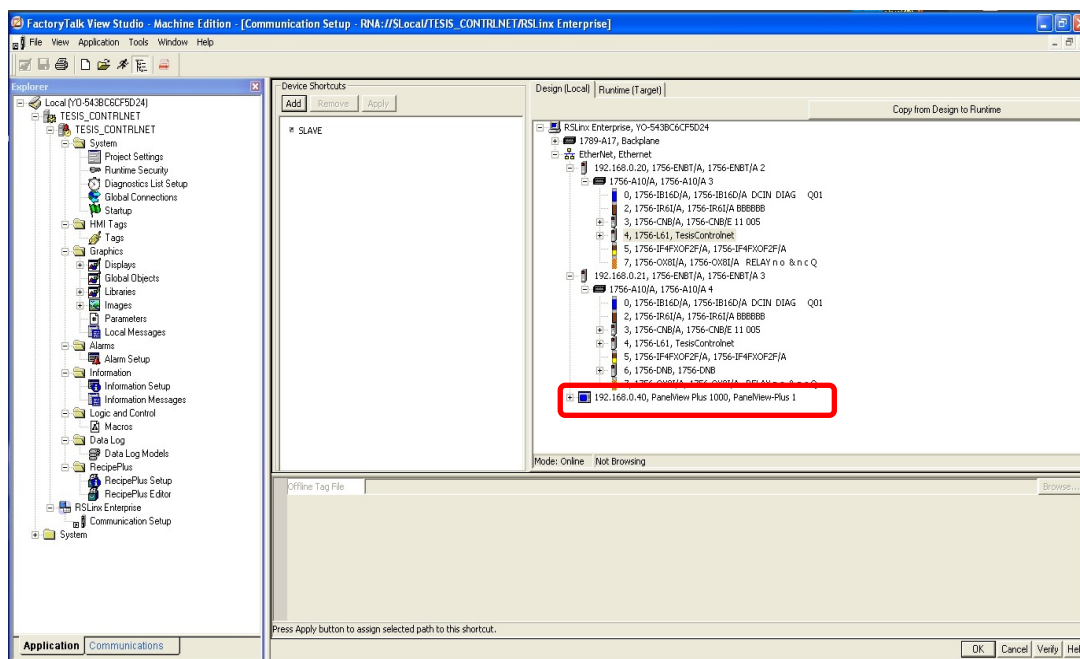 FactoryTalk View Studio - Machine Edition - [Communication Setup - RNA://$Local/TESIS_CONTRLNET/RSLinx Enterprise]
File View Application Tools Window Help
Explorer
Local (YO-543BC6CF5D24)
TESIS_CONTRLNET
TESIS_CONTRLNET
System
Project Settings
Runtime Security
Diagnostics List Setup
Global Connections
Startup
HMI Tags
Tags
Graphics
Displays
Global Objects
Libraries
Images
Parameters
Local Messages
Alarms
Alarm Setup
Information
Information Setup
Information Messages
Logic and Control
Macros
Data Log
Data Log Models
RecipePlus
RecipePlus Setup
RecipePlus Editor
RSLinx Enterprise
Communication Setup
System
Application Communications
Device Shortcuts
Add Remove Apply
SLAVE
Design (Local) Runtime (Target)
Copy from Design to Runtime
RSLinx Enterprise, YO-543BC6CF5D24
1789-A17, Backplane
EtherNet, Ethernet
192.168.0.20, 1756-ENBT/A, 1756-ENBT/A 2
1756-A10/A, 1756-A10/A 3
0, 1756-IB16D/A, 1756-IB16D/A DCIN DIAG Q01
2, 1756-IR6I/A, 1756-IR6I/A BBBBBB
3, 1756-CNB/A, 1756-CNB/E 11 005
4, 1756-L61, TesisControlnet
5, 1756-IF4FXOF2F/A, 1756-IF4FXOF2F/A
7, 1756-OX8I/A, 1756-OX8I/A RELAY n o & n c Q
192.168.0.21, 1756-ENBT/A, 1756-ENBT/A 3
1756-A10/A, 1756-A10/A 4
0, 1756-IB16D/A, 1756-IB16D/A DCIN DIAG Q01
2, 1756-IR6I/A, 1756-IR6I/A BBBBBB
3, 1756-CNB/A, 1756-CNB/E 11 005
4, 1756-L61, TesisControlnet
5, 1756-IF4FXOF2F/A, 1756-IF4FXOF2F/A
6, 1756-DNB, 1756-DNB
7, 1756-OX8I/A, 1756-OX8I/A RELAY n o & n c Q
192.168.0.40, PanelView Plus 1000, PanelView-Plus 1
Mode: Online Not Browsing
Offline Tag File Browse...
Press Apply button to assign selected path to this shortcut.
OK Cancel Verify Hel